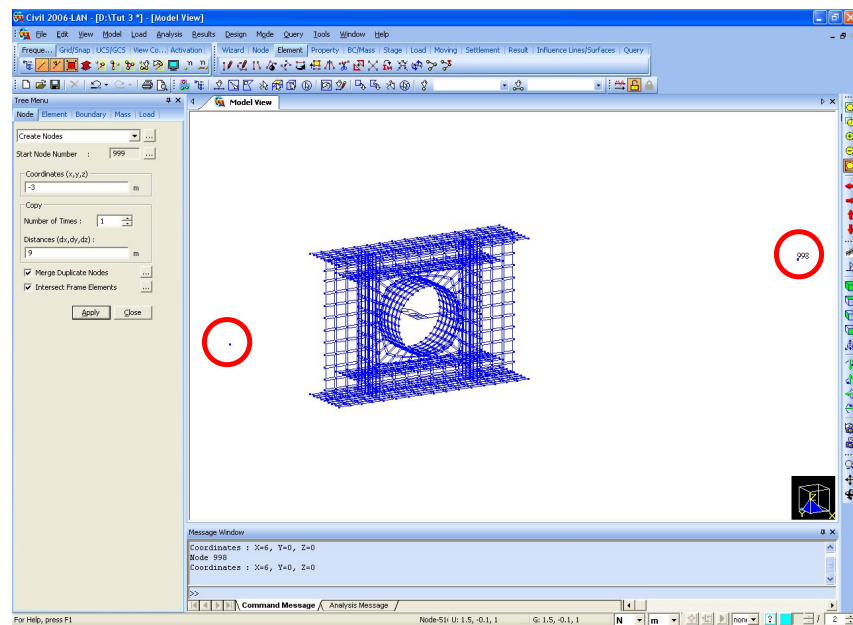 Civil 2006-LAN - [D:\Tut 3 *] - [Model View]
File Edit View Model Load Analysis Results Design Mode Query Tools Window Help
Freque... Grid/Snap UCS/GCS View Co... Activation Wizard Node Element Property BC/Mass Stage Load Moving Settlement Result Influence Lines/Surfaces Query
Tree Menu
Model View
Node Element Boundary Mass Load
Create Nodes
Start Node Number : 999
Coordinates (x,y,z)
-3 m
Copy
Number of Times : 1
Distances (dx,dy,dz) :
9 m
Merge Duplicate Nodes
Intersect Frame Elements
Apply Close
998
Z
Y X
Message Window
Coordinates : X=6, Y=0, Z=0
Node 998
Coordinates : X=6, Y=0, Z=0
>>
Command Message Analysis Message
For Help, press F1 Node-516 U: 1.5, -0.1, 1 G: 1.5, -0.1, 1 N m non 2